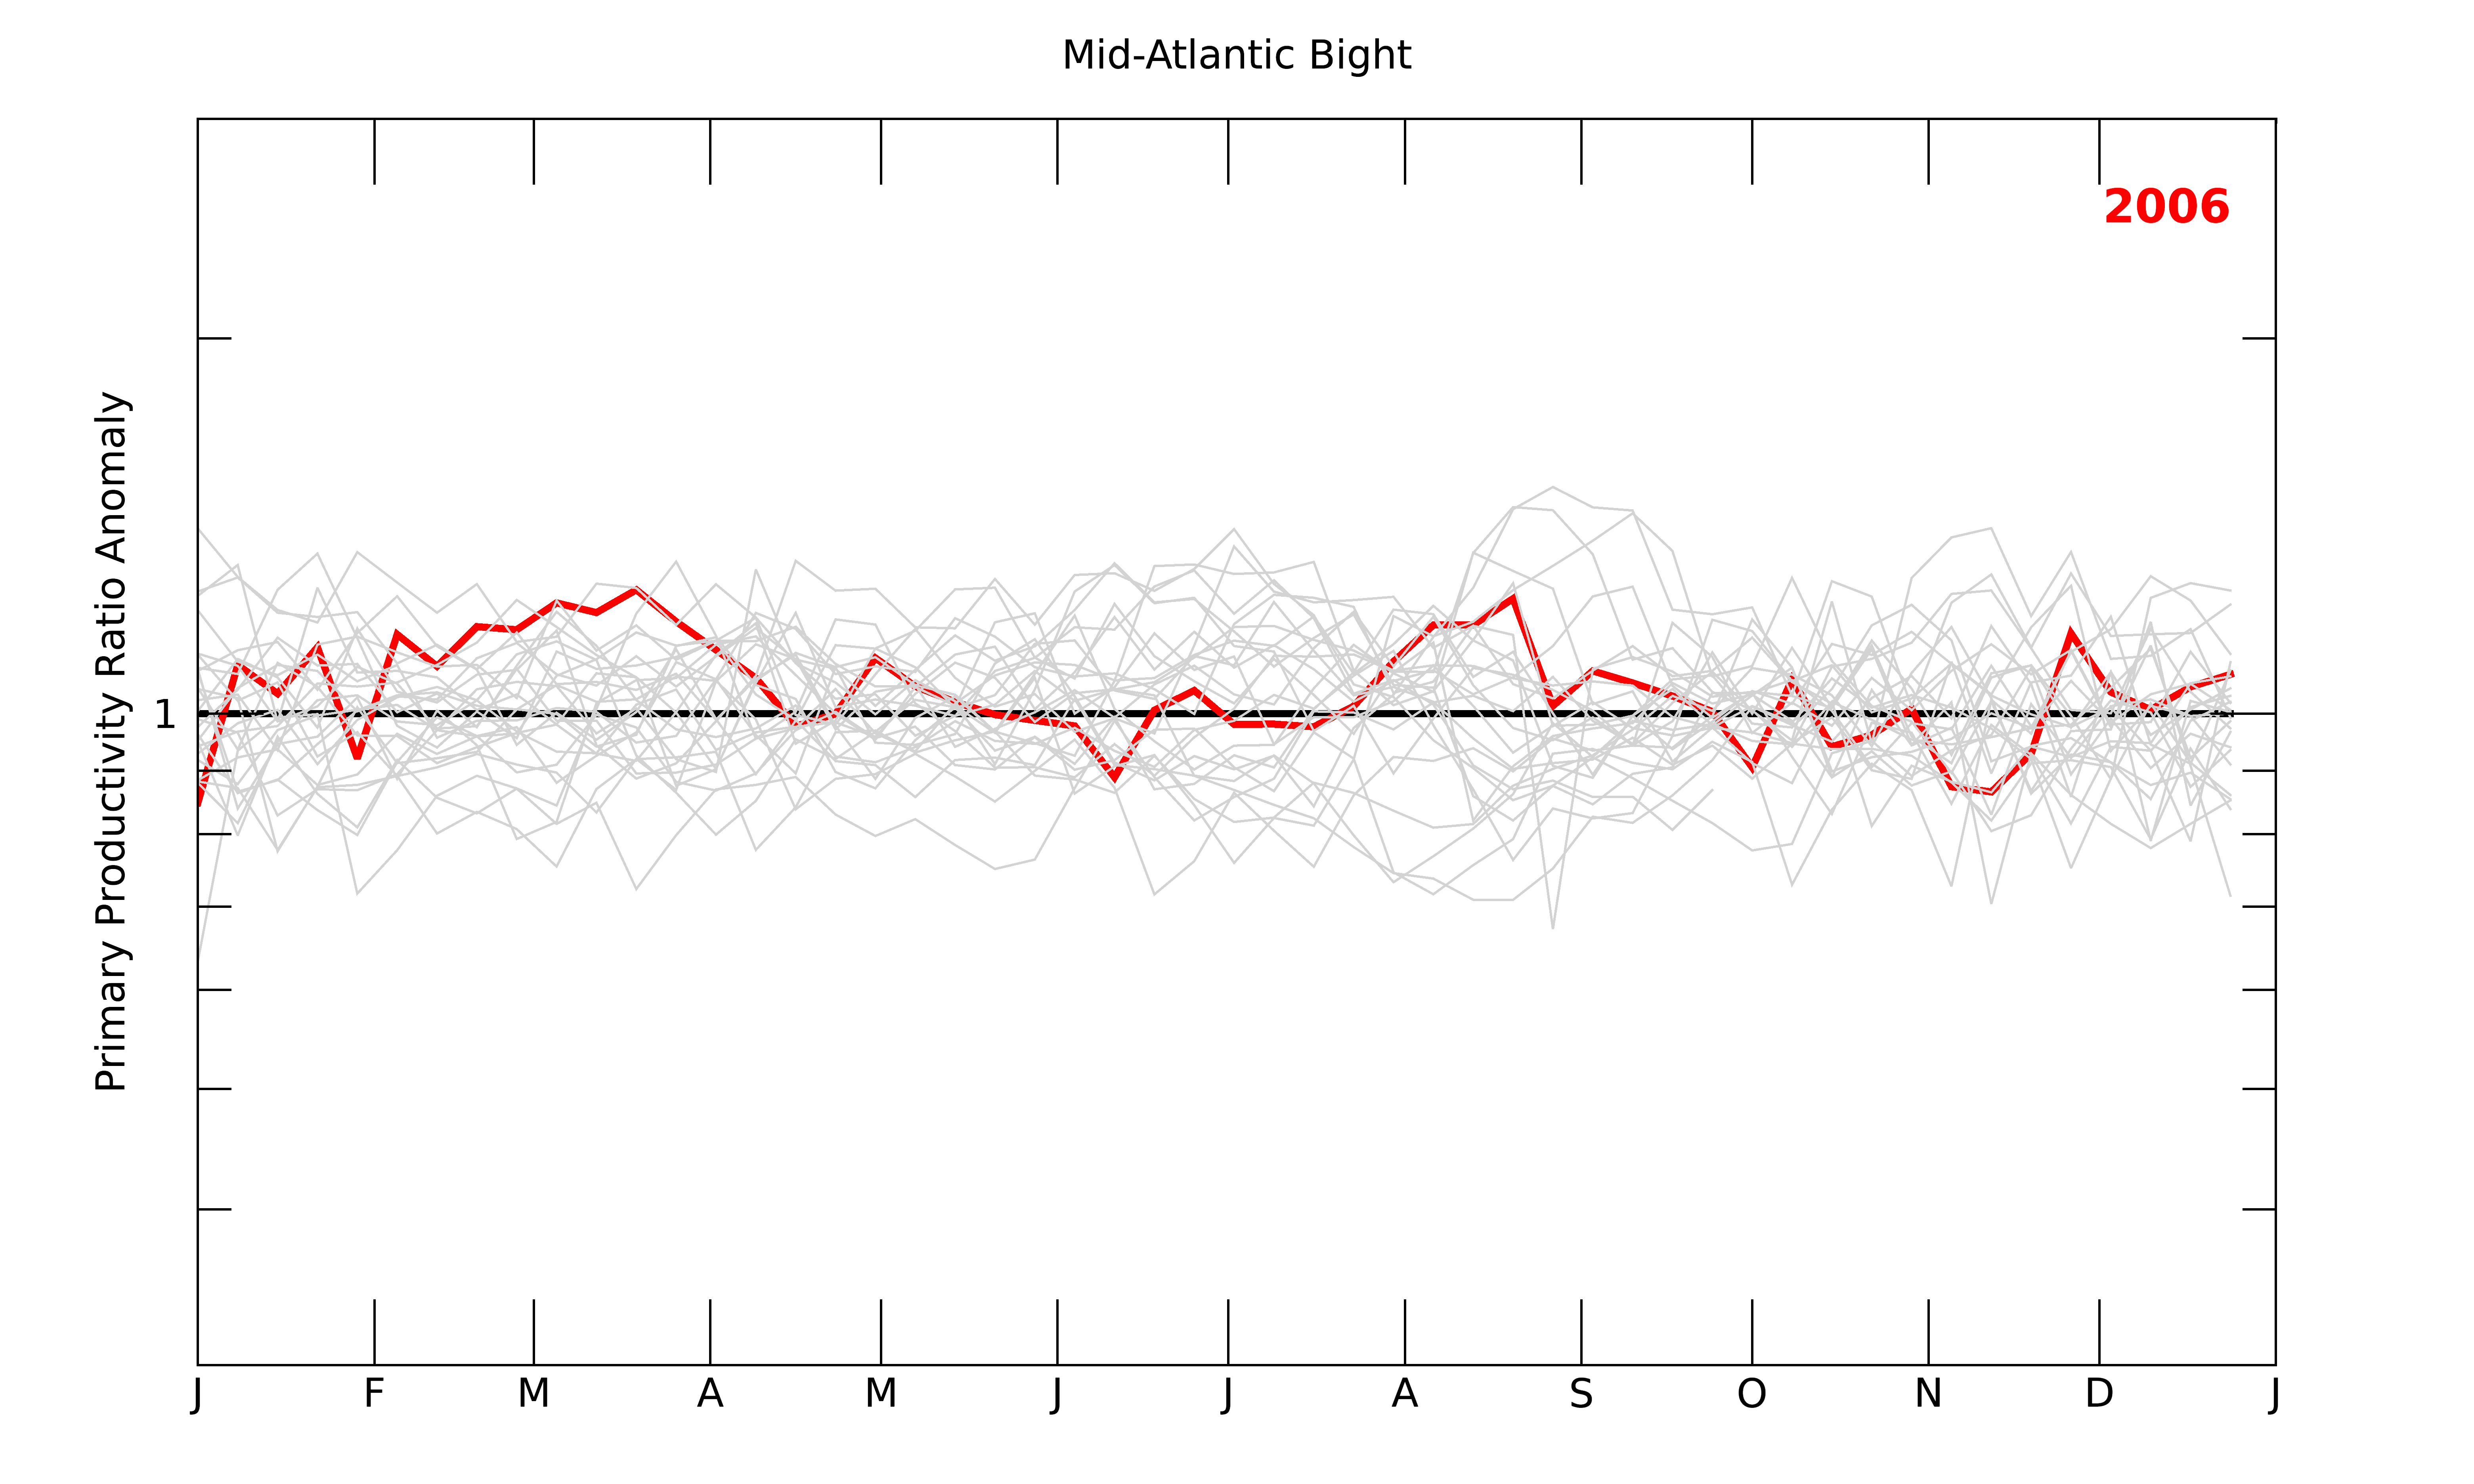 Mid-Atlantic Bight
2006
Primary Productivity Ratio Anomaly
1
J F M A M J J A S O N D J